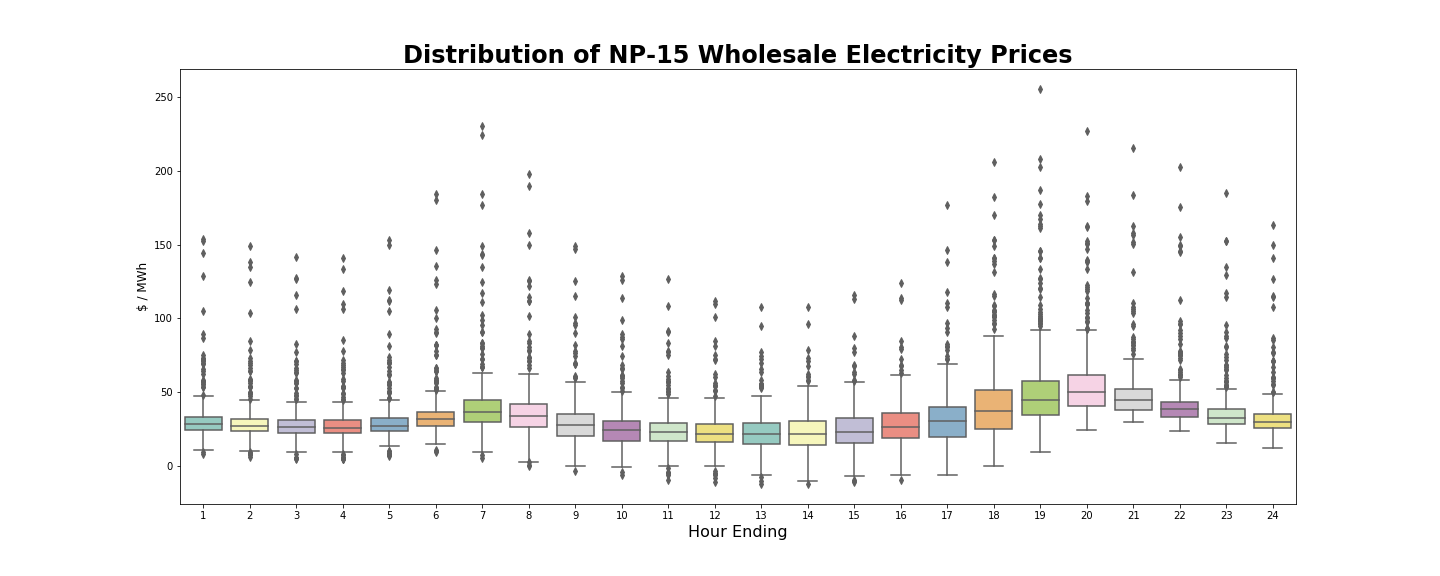 Distribution of NP-15 Wholesale Electricity Prices
$ / MWh
250
200
150
100
50
0
1 2 3 4 5 6 7 8 9 10 11 12 13 14 15 16 17 18 19 20 21 22 23 24
Hour Ending